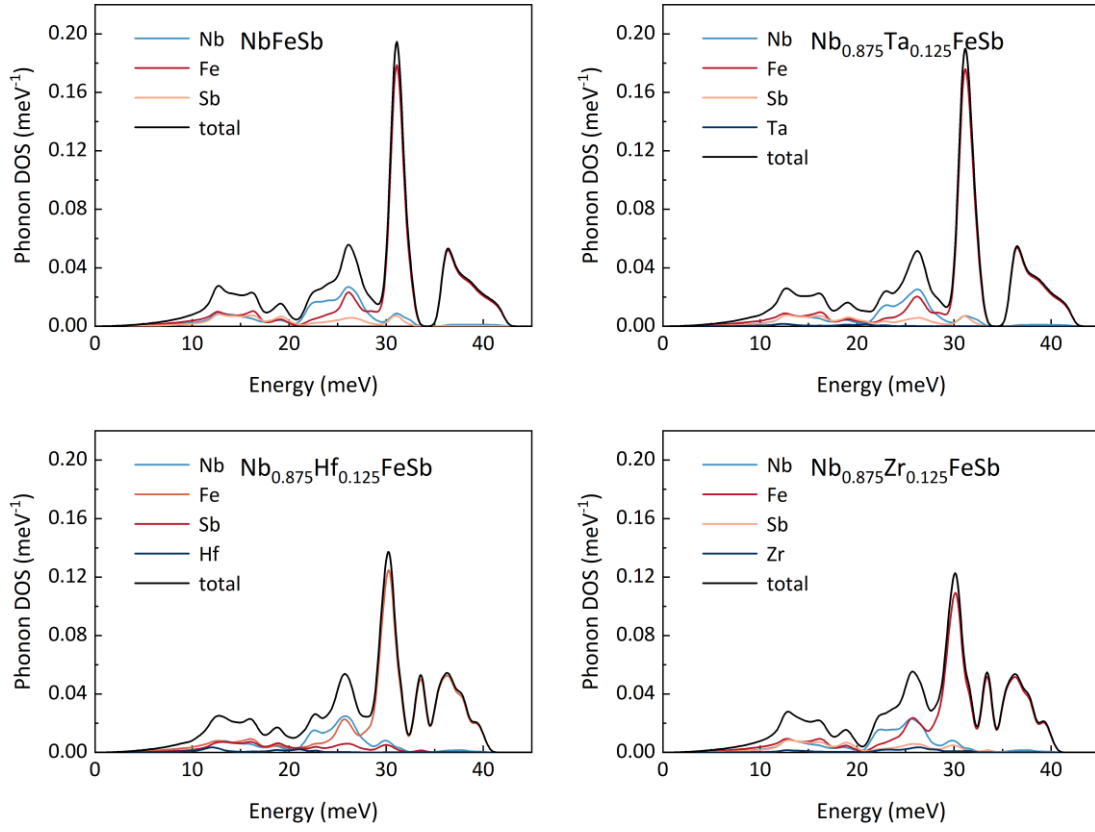 NbFeSb
Nb
Fe
Sb
total
0.20
0.16
0.12
0.08
0.04
0.00
Phonon DOS (meV⁻¹)
0 10 20 30 40
Energy (meV)
Nb₀.₈₇₅Ta₀.₁₂₅FeSb
Nb
Fe
Sb
Ta
total
0.20
0.16
0.12
0.08
0.04
0.00
Phonon DOS (meV⁻¹)
0 10 20 30 40
Energy (meV)
Nb₀.₈₇₅Hf₀.₁₂₅FeSb
Nb
Fe
Sb
Hf
total
0.20
0.16
0.12
0.08
0.04
0.00
Phonon DOS (meV⁻¹)
0 10 20 30 40
Energy (meV)
Nb₀.₈₇₅Zr₀.₁₂₅FeSb
Nb
Fe
Sb
Zr
total
0.20
0.16
0.12
0.08
0.04
0.00
Phonon DOS (meV⁻¹)
0 10 20 30 40
Energy (meV)